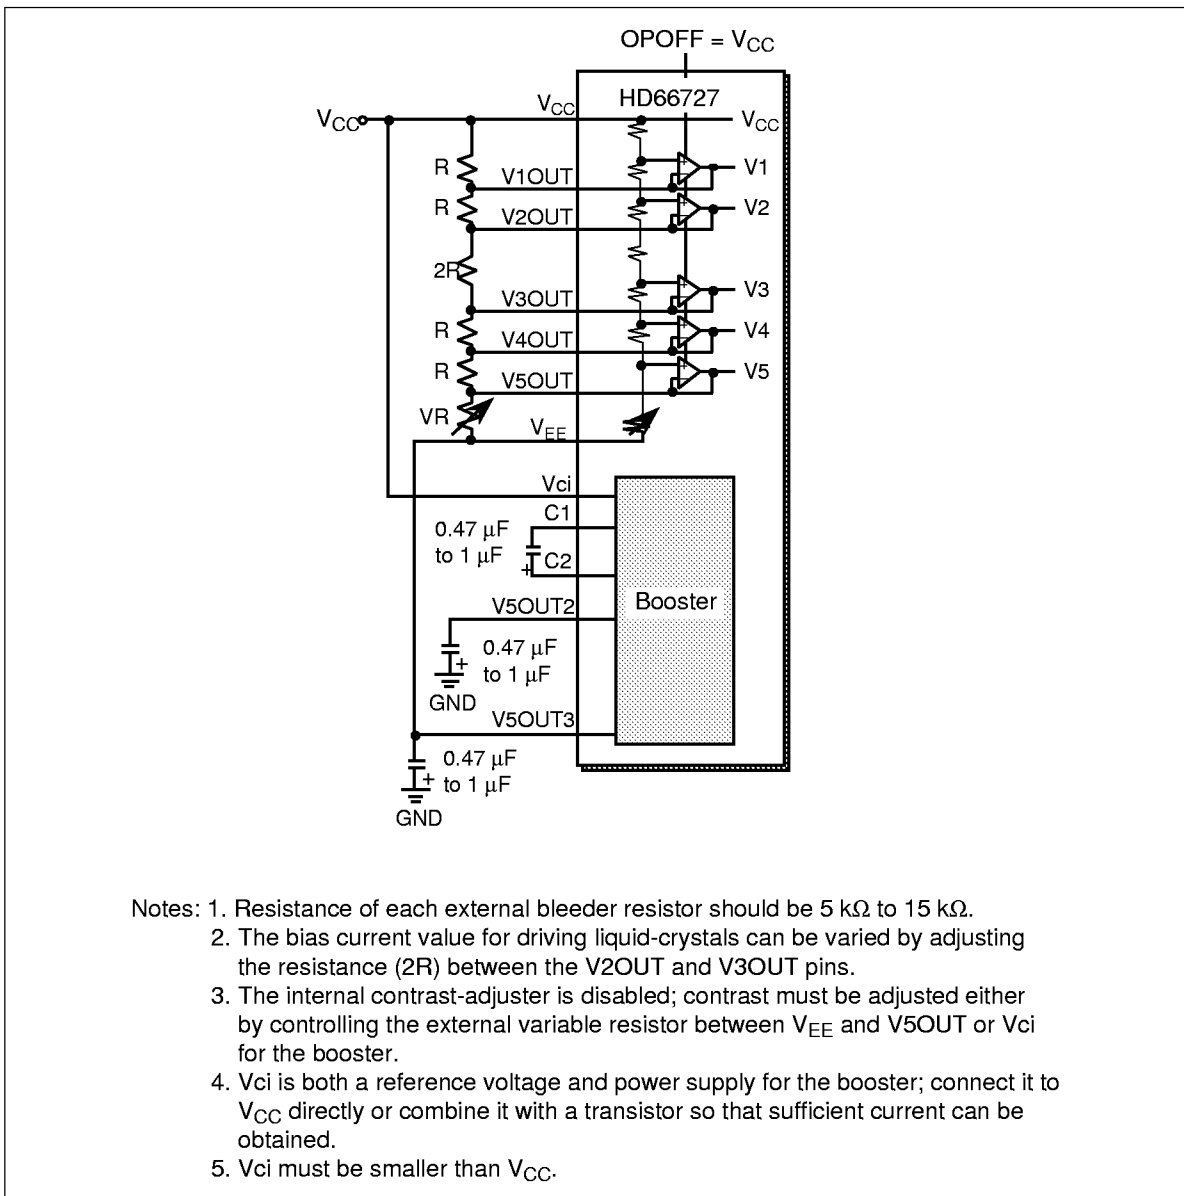 OPOFF = VCC
HD66727
VCC
VCC
VCC
R
V1OUT
V1
R
V2OUT
V2
2R
V3OUT
V3
R
V4OUT
V4
R
V5OUT
V5
VR
VEE
Vci
C1
0.47 μF
to 1 μF
C2
+
Booster
V5OUT2
0.47 μF
to 1 μF
+
GND
V5OUT3
0.47 μF
to 1 μF
+
GND
Notes: 1. Resistance of each external bleeder resistor should be 5 kΩ to 15 kΩ.
2. The bias current value for driving liquid-crystals can be varied by adjusting
the resistance (2R) between the V2OUT and V3OUT pins.
3. The internal contrast-adjuster is disabled; contrast must be adjusted either
by controlling the external variable resistor between VEE and V5OUT or Vci
for the booster.
4. Vci is both a reference voltage and power supply for the booster; connect it to
VCC directly or combine it with a transistor so that sufficient current can be
obtained.
5. Vci must be smaller than VCC.